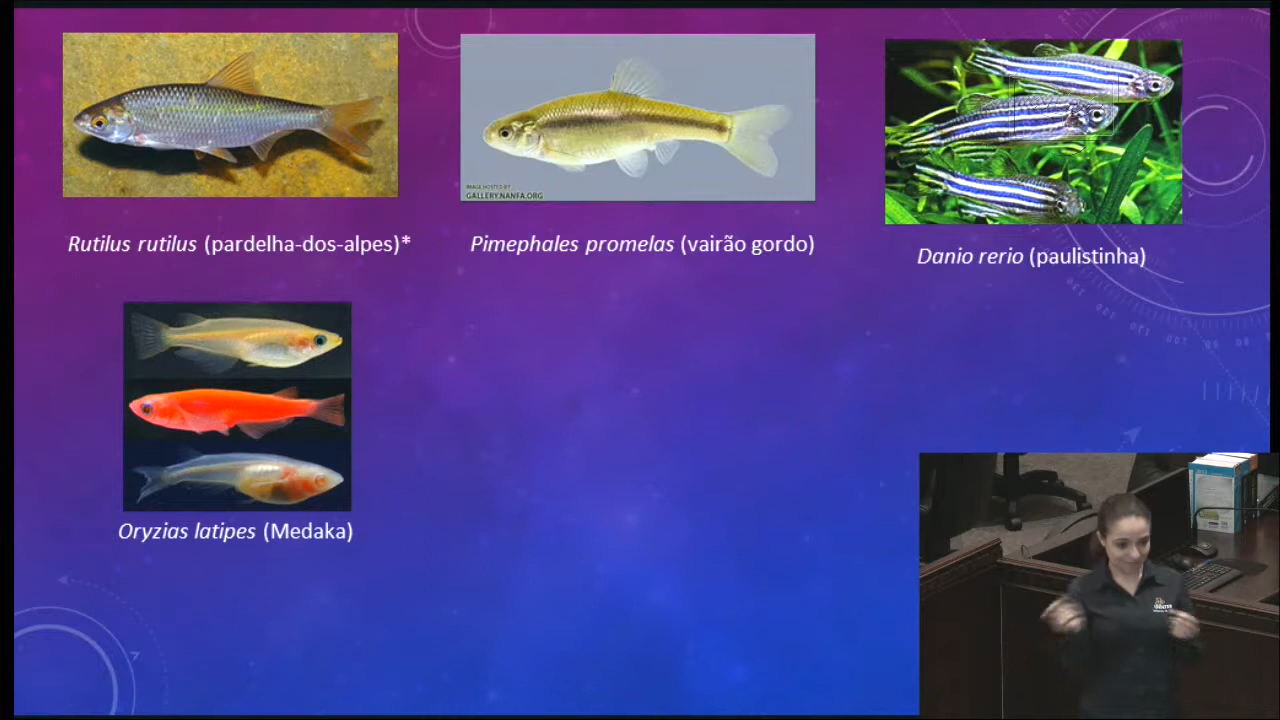 IMAGE HOSTED BY
GALLERY.NANFA.ORG
Rutilus rutilus (pardelha-dos-alpes)*
Pimephales promelas (vairão gordo)
Danio rerio (paulistinha)
Oryzias latipes (Medaka)